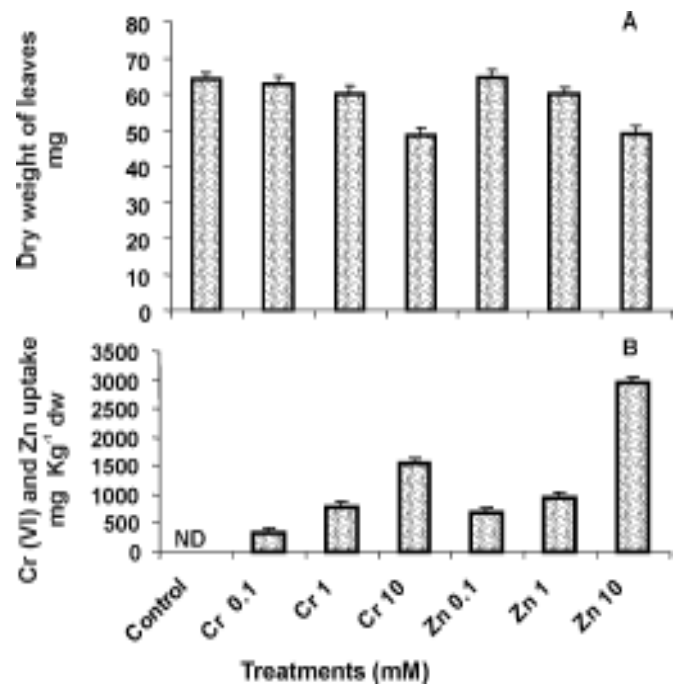 A
Dry weight of leaves
mg
80
70
60
50
40
30
20
10
0
B
Cr (VI) and Zn uptake
mg Kg⁻¹ dw
3500
3000
2500
2000
1500
1000
500
0
ND
Control
Cr 0.1
Cr 1
Cr 10
Zn 0.1
Zn 1
Zn 10
Treatments (mM)